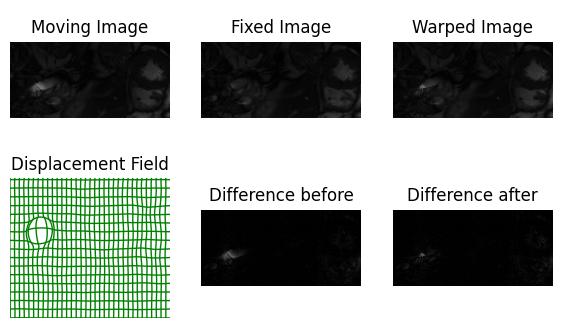 Moving Image
Fixed Image
Warped Image
Displacement Field
Difference before
Difference after